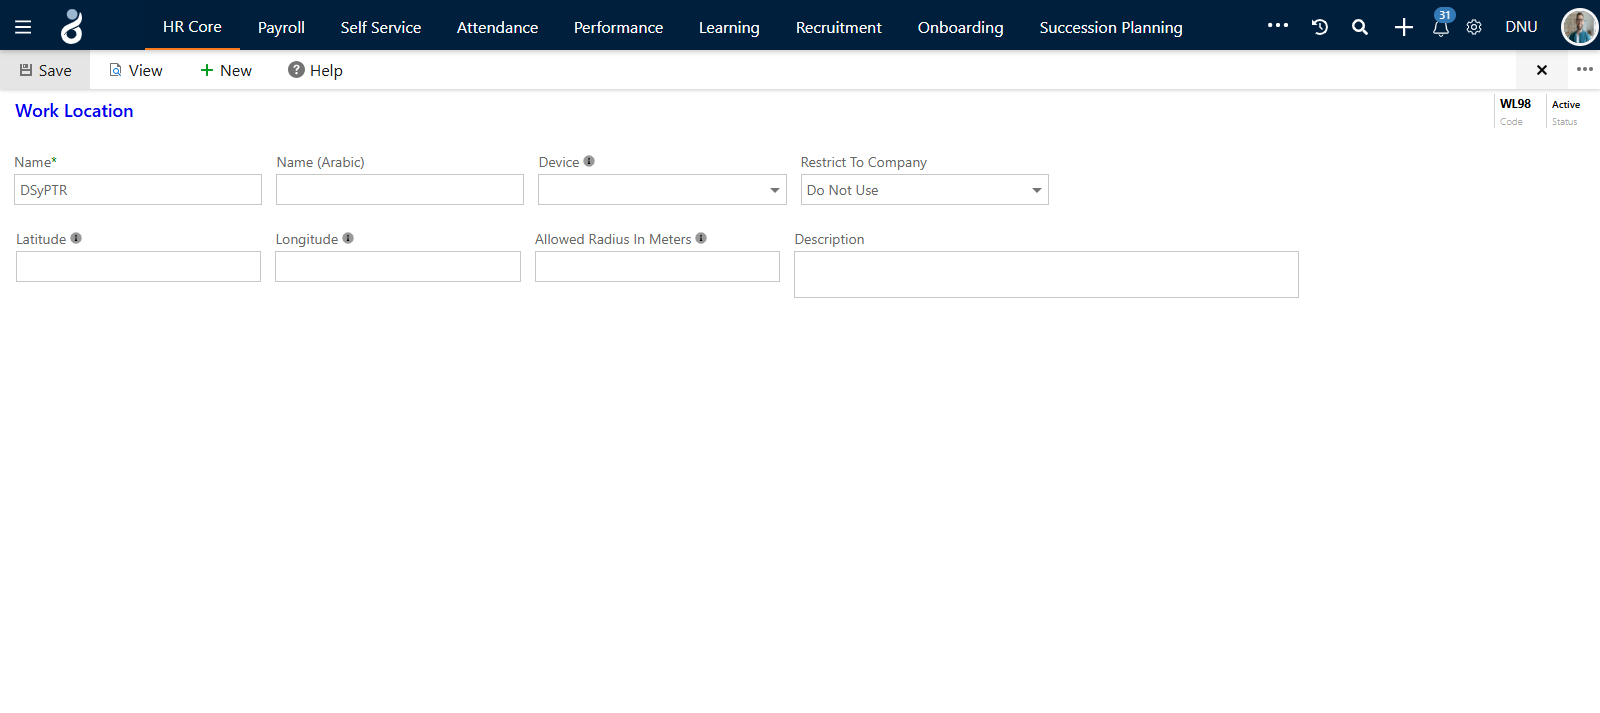 HR Core Payroll Self Service Attendance Performance Learning Recruitment Onboarding Succession Planning 31 DNU
Save View New Help
Work Location
WL98 Active
Code Status
Name* Name (Arabic) Device Restrict To Company
DSyPTR Do Not Use
Latitude Longitude Allowed Radius In Meters Description